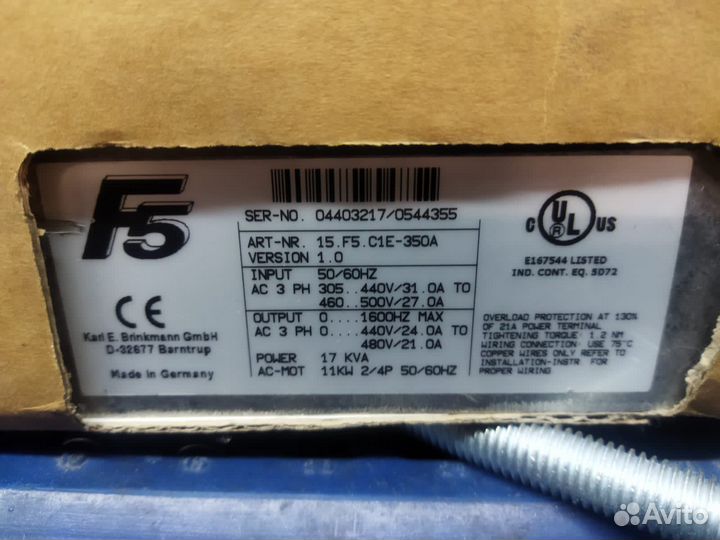 F5
SER-NO. 04403217/0544355
ART-NR. 15.F5.C1E-350A
VERSION 1.0
INPUT 50/60HZ
AC 3 PH 305..440V/31.0A TO
460..500V/27.0A
OUTPUT 0....1600HZ MAX
AC 3 PH 0....440V/24.0A TO
480V/21.0A
POWER 17 KVA
AC-MOT 11KW 2/4P 50/60HZ
CE
Karl E. Brinkmann GmbH
D-32677 Barntrup
Made in Germany
C UL US
E167544 LISTED
IND. CONT. EQ. 5D72
OVERLOAD PROTECTION AT 130%
OF 21A POWER TERMINAL
TIGHTENING TORQUE: 1.2 NM
WIRING CONNECTION: USE 75°C
COPPER WIRES ONLY REFER TO
INSTALLATION-INSTR FOR
PROPER WIRING
Avito